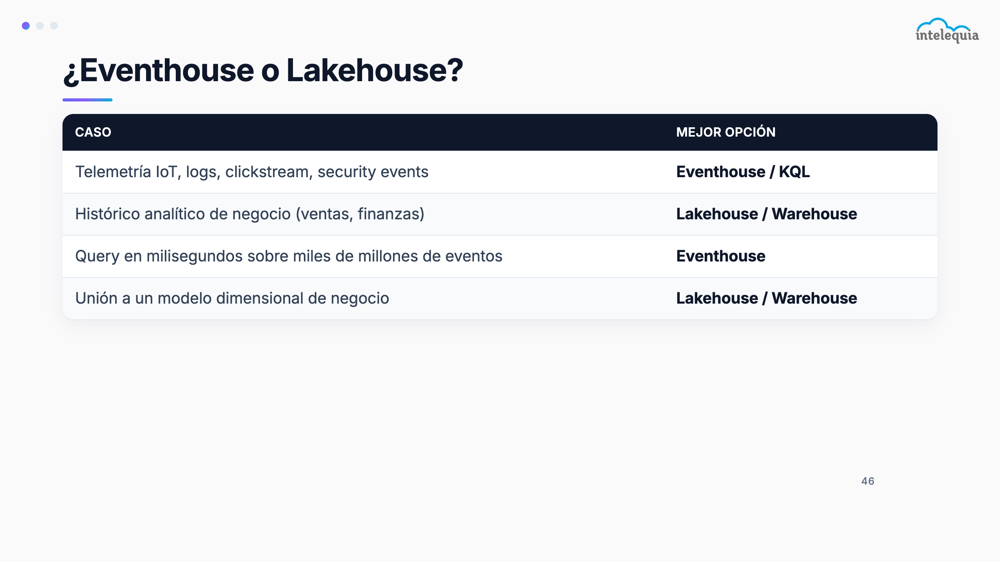 intelequia
¿Eventhouse o Lakehouse?
CASO MEJOR OPCIÓN
Telemetría IoT, logs, clickstream, security events Eventhouse / KQL
Histórico analítico de negocio (ventas, finanzas) Lakehouse / Warehouse
Query en milisegundos sobre miles de millones de eventos Eventhouse
Unión a un modelo dimensional de negocio Lakehouse / Warehouse
46